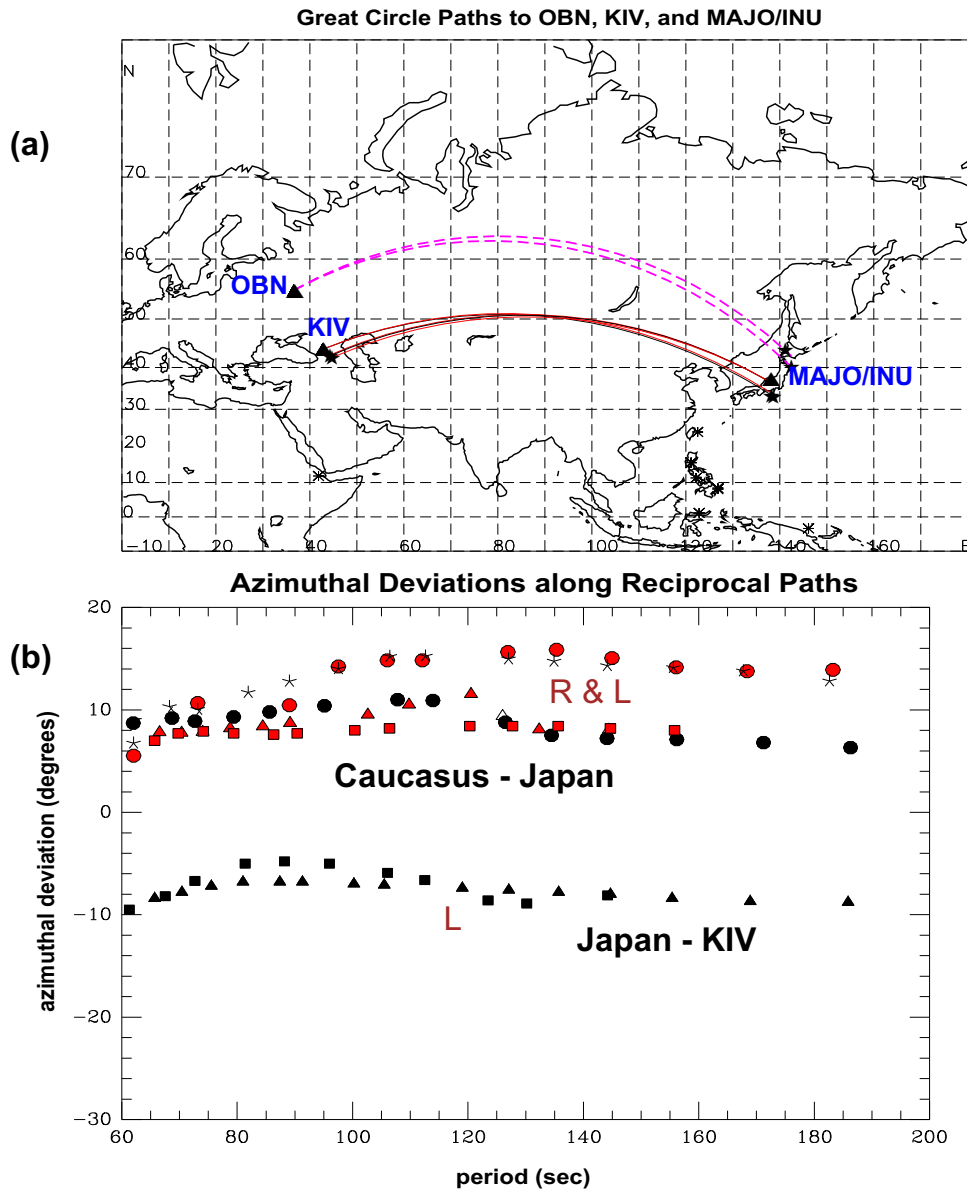 Great Circle Paths to OBN, KIV, and MAJO/INU
(a)
N
70
60
OBN
50
KIV
40
MAJO/INU
30
20
10
0
-10 20 40 60 80 100 120 140 160 180
Azimuthal Deviations along Reciprocal Paths
(b)
azimuthal deviation (degrees)
20
R & L
10
Caucasus - Japan
0
-10
L
Japan - KIV
-20
-30
60 80 100 120 140 160 180 200
period (sec)